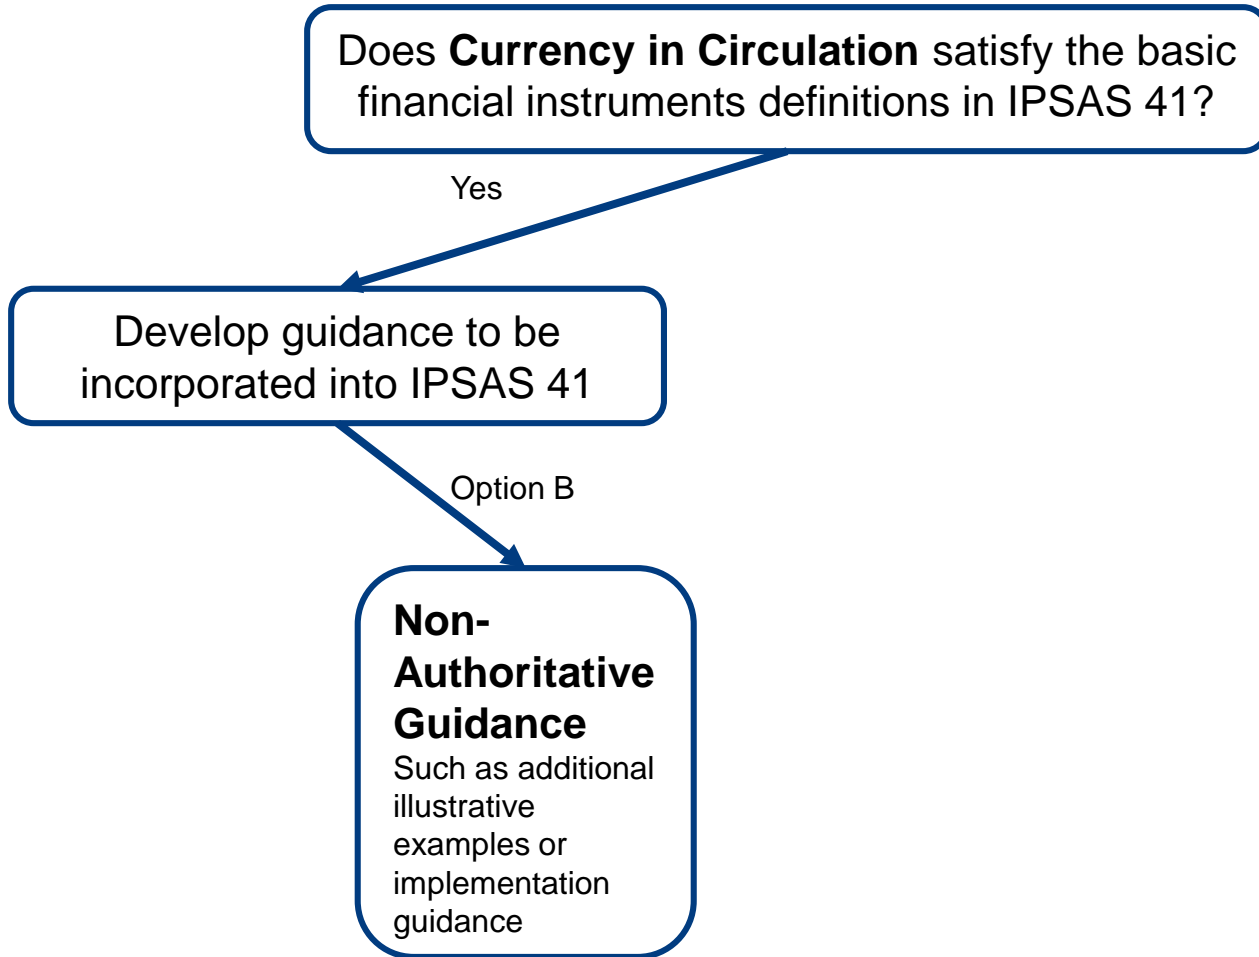 Does Currency in Circulation satisfy the basic
financial instruments definitions in IPSAS 41?
Yes
Develop guidance to be
incorporated into IPSAS 41
Option B
Non-
Authoritative
Guidance
Such as additional
illustrative
examples or
implementation
guidance